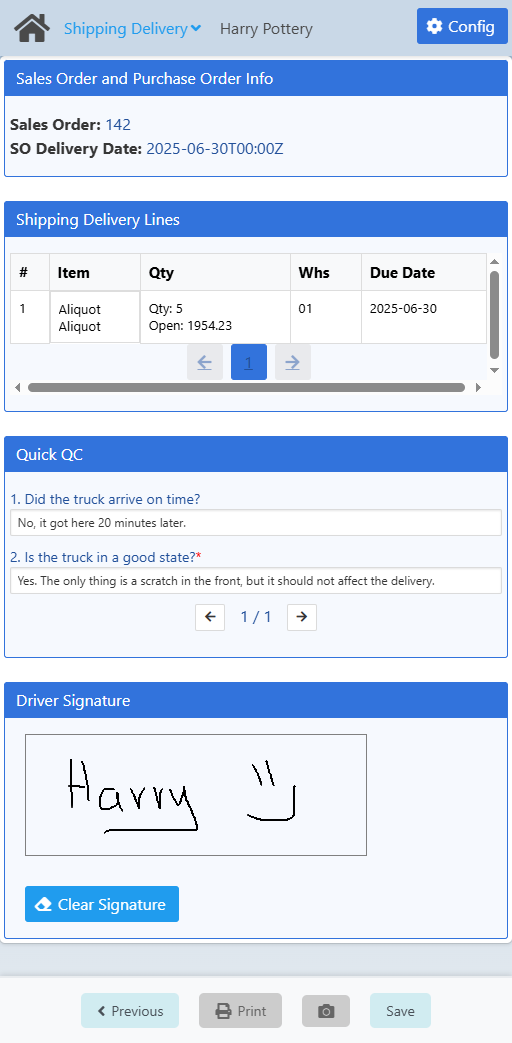 Shipping Delivery Harry Pottery Config
Sales Order and Purchase Order Info
Sales Order: 142
SO Delivery Date: 2025-06-30T00:00Z
Shipping Delivery Lines
# Item Qty Whs Due Date
1 Aliquot Qty: 5 01 2025-06-30
Aliquot Open: 1954.23
1
Quick QC
1. Did the truck arrive on time?
No, it got here 20 minutes later.
2. Is the truck in a good state?*
Yes. The only thing is a scratch in the front, but it should not affect the delivery.
1 / 1
Driver Signature
Harry
Clear Signature
Previous Print Save